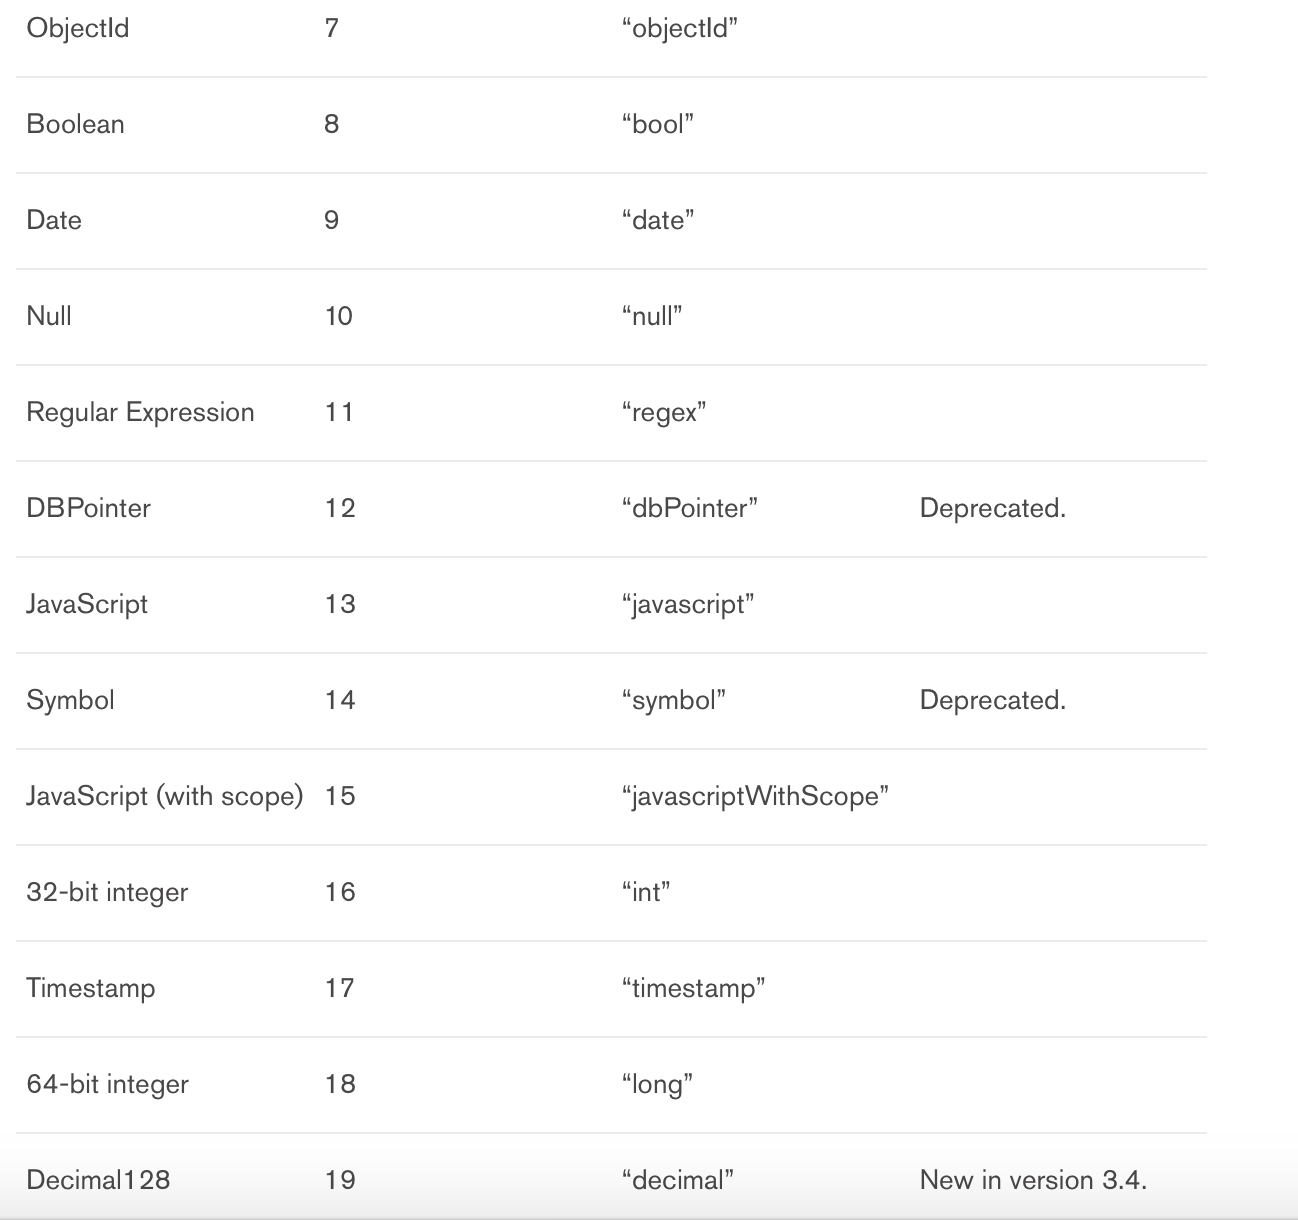 ObjectId 7 “objectId”
Boolean 8 “bool”
Date 9 “date”
Null 10 “null”
Regular Expression 11 “regex”
DBPointer 12 “dbPointer” Deprecated.
JavaScript 13 “javascript”
Symbol 14 “symbol” Deprecated.
JavaScript (with scope) 15 “javascriptWithScope”
32-bit integer 16 “int”
Timestamp 17 “timestamp”
64-bit integer 18 “long”
Decimal128 19 “decimal” New in version 3.4.